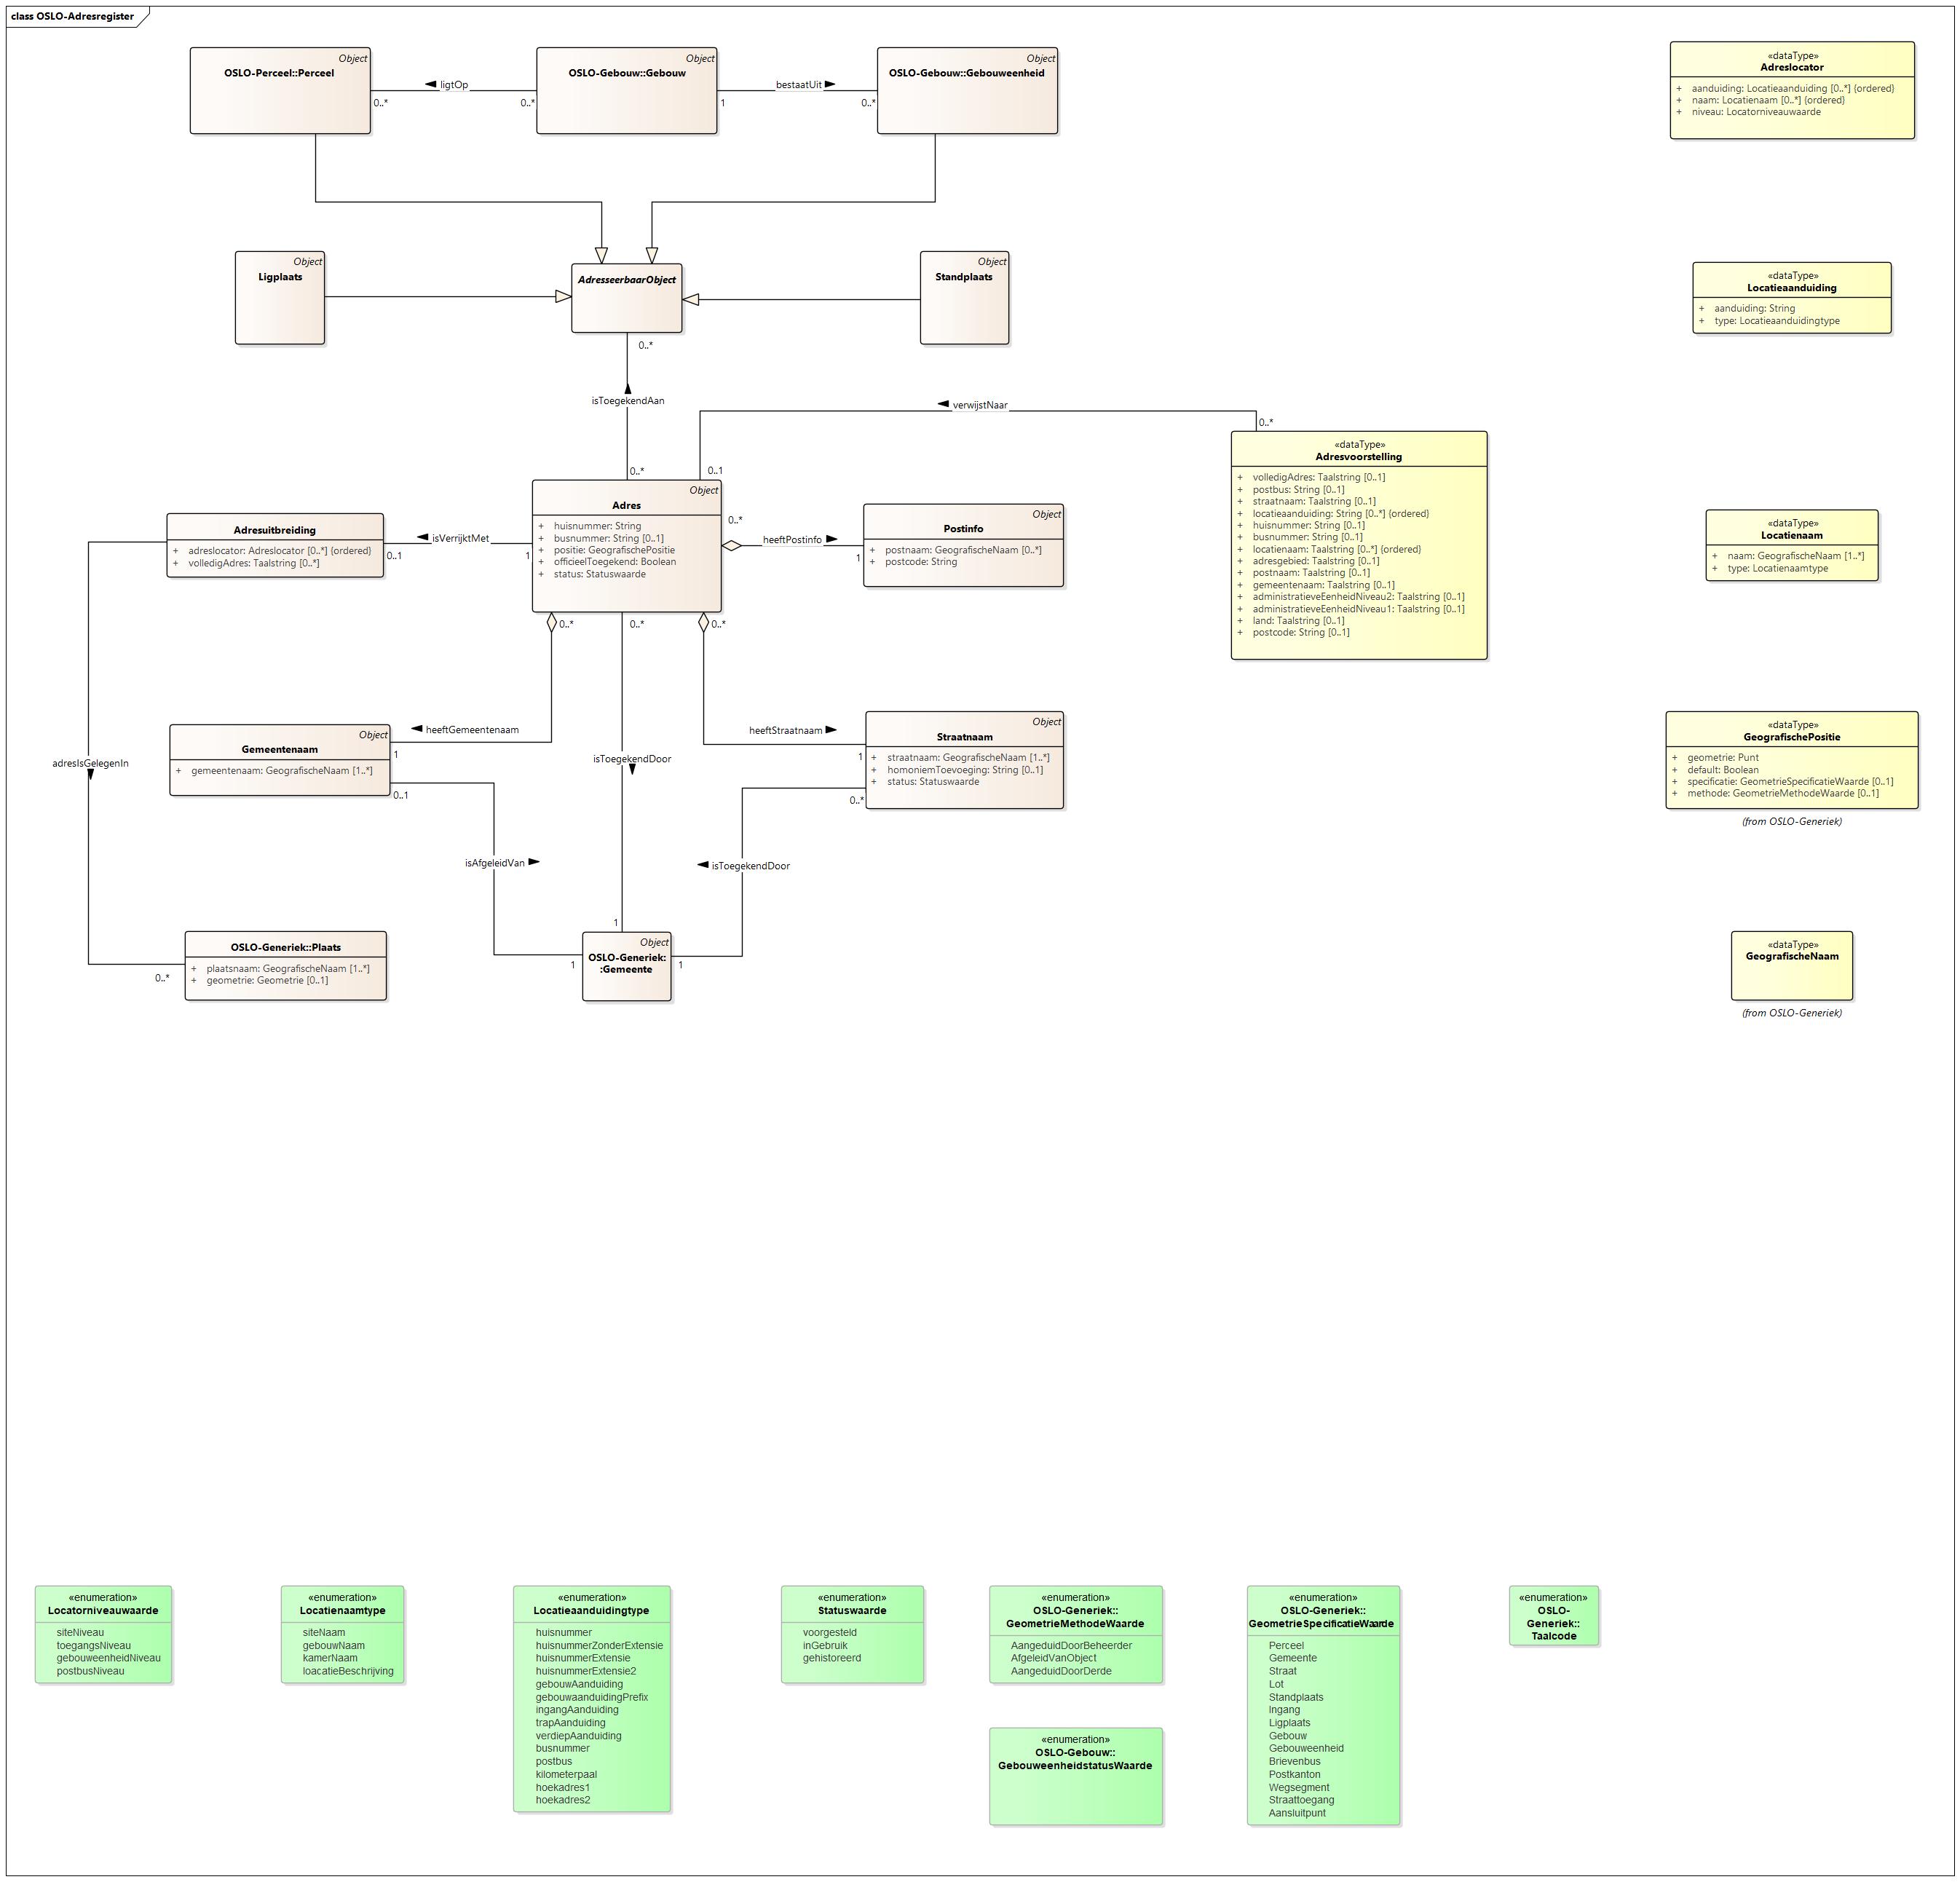 class OSLO-Adresregister
Object
OSLO-Perceel::Perceel
ligtOp
0..*
0..*
Object
OSLO-Gebouw::Gebouw
bestaatUit
1
0..*
Object
OSLO-Gebouw::Gebouweenheid
«dataType»
Adreslocator
+ aanduiding: Locatieaanduiding [0..*] {ordered}
+ naam: Locatienaam [0..*] {ordered}
+ niveau: Locatorniveauwaarde
Object
Ligplaats
AdresseerbaarObject
Object
Standplaats
«dataType»
Locatieaanduiding
+ aanduiding: String
+ type: Locatieaanduidingtype
0..*
isToegekendAan
0..*
verwijstNaar
0..*
0..1
«dataType»
Adresvoorstelling
+ volledigAdres: Taalstring [0..1]
+ postbus: String [0..1]
+ straatnaam: Taalstring [0..1]
+ locatieaanduiding: String [0..*] {ordered}
+ huisnummer: String [0..1]
+ busnummer: String [0..1]
+ locatienaam: Taalstring [0..*] {ordered}
+ adresgebied: Taalstring [0..1]
+ postnaam: Taalstring [0..1]
+ gemeentenaam: Taalstring [0..1]
+ administratieveEenheidNiveau2: Taalstring [0..1]
+ administratieveEenheidNiveau1: Taalstring [0..1]
+ land: Taalstring [0..1]
+ postcode: String [0..1]
Adresuitbreiding
+ adreslocator: Adreslocator [0..*] {ordered}
+ volledigAdres: Taalstring [0..*]
isVerrijktMet
0..1
1
Object
Adres
+ huisnummer: String
+ busnummer: String [0..1]
+ positie: GeografischePositie
+ officieelToegekend: Boolean
+ status: Statuswaarde
0..*
heeftPostinfo
1
Object
Postinfo
+ postnaam: GeografischeNaam [0..*]
+ postcode: String
«dataType»
Locatienaam
+ naam: GeografischeNaam [1..*]
+ type: Locatienaamtype
0..*
0..*
0..*
heeftGemeentenaam
1
Object
Gemeentenaam
+ gemeentenaam: GeografischeNaam [1..*]
0..1
adresIsGelegenIn
isToegekendDoor
heeftStraatnaam
1
Object
Straatnaam
+ straatnaam: GeografischeNaam [1..*]
+ homoniemToevoeging: String [0..1]
+ status: Statuswaarde
0..*
«dataType»
GeografischePositie
+ geometrie: Punt
+ default: Boolean
+ specificatie: GeometrieSpecificatieWaarde [0..1]
+ methode: GeometrieMethodeWaarde [0..1]
(from OSLO-Generiek)
isAfgeleidVan
isToegekendDoor
0..*
OSLO-Generiek::Plaats
+ plaatsnaam: GeografischeNaam [1..*]
+ geometrie: Geometrie [0..1]
1
1
1
Object
OSLO-Generiek:
:Gemeente
«dataType»
GeografischeNaam
(from OSLO-Generiek)
«enumeration»
Locatorniveauwaarde
siteNiveau
toegangsNiveau
gebouweenheidNiveau
postbusNiveau
«enumeration»
Locatienaamtype
siteNaam
gebouwNaam
kamerNaam
loacatieBeschrijving
«enumeration»
Locatieaanduidingtype
huisnummer
huisnummerZonderExtensie
huisnummerExtensie
huisnummerExtensie2
gebouwAanduiding
gebouwaanduidingPrefix
ingangAanduiding
trapAanduiding
verdiepAanduiding
busnummer
postbus
kilometerpaal
hoekadres1
hoekadres2
«enumeration»
Statuswaarde
voorgesteld
inGebruik
gehistoreerd
«enumeration»
OSLO-Generiek::
GeometrieMethodeWaarde
AangeduidDoorBeheerder
AfgeleidVanObject
AangeduidDoorDerde
«enumeration»
OSLO-Gebouw::
GebouweenheidstatusWaarde
«enumeration»
OSLO-Generiek::
GeometrieSpecificatieWaarde
Perceel
Gemeente
Straat
Lot
Standplaats
Ingang
Ligplaats
Gebouw
Gebouweenheid
Brievenbus
Postkanton
Wegsegment
Straattoegang
Aansluitpunt
«enumeration»
OSLO-
Generiek::
Taalcode